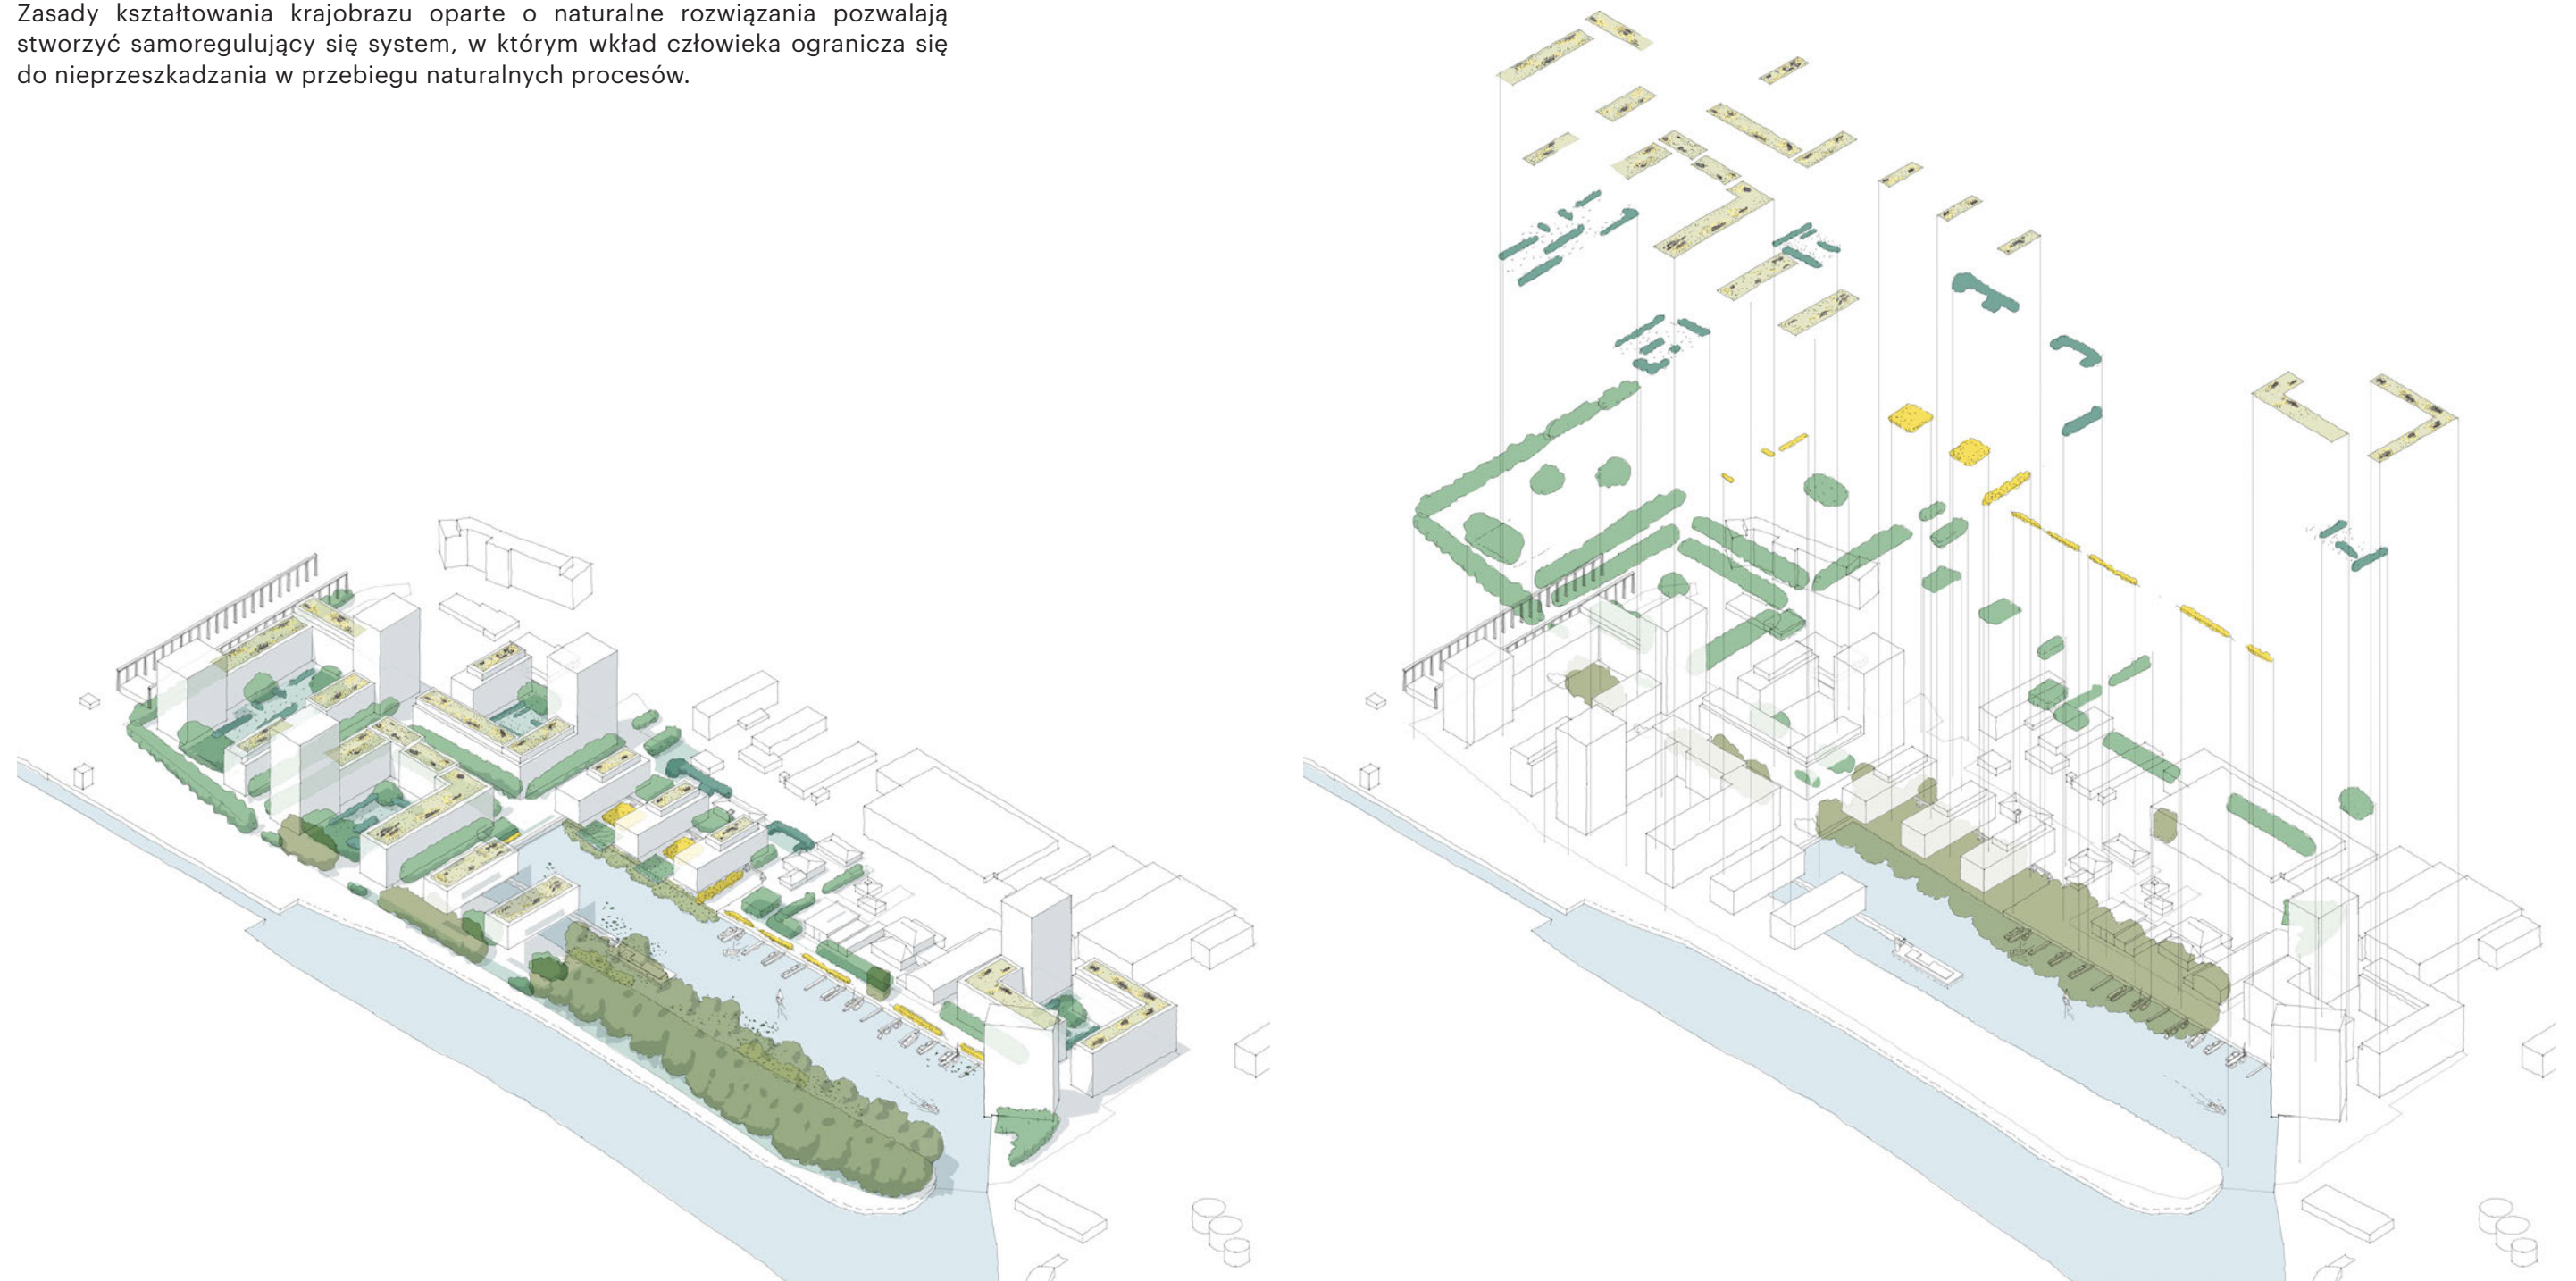 Zasady kształtowania krajobrazu oparte o naturalne rozwiązania pozwalają
stworzyć samoregulujący się system, w którym wkład człowieka ogranicza się
do nieprzeszkadzania w przebiegu naturalnych procesów.